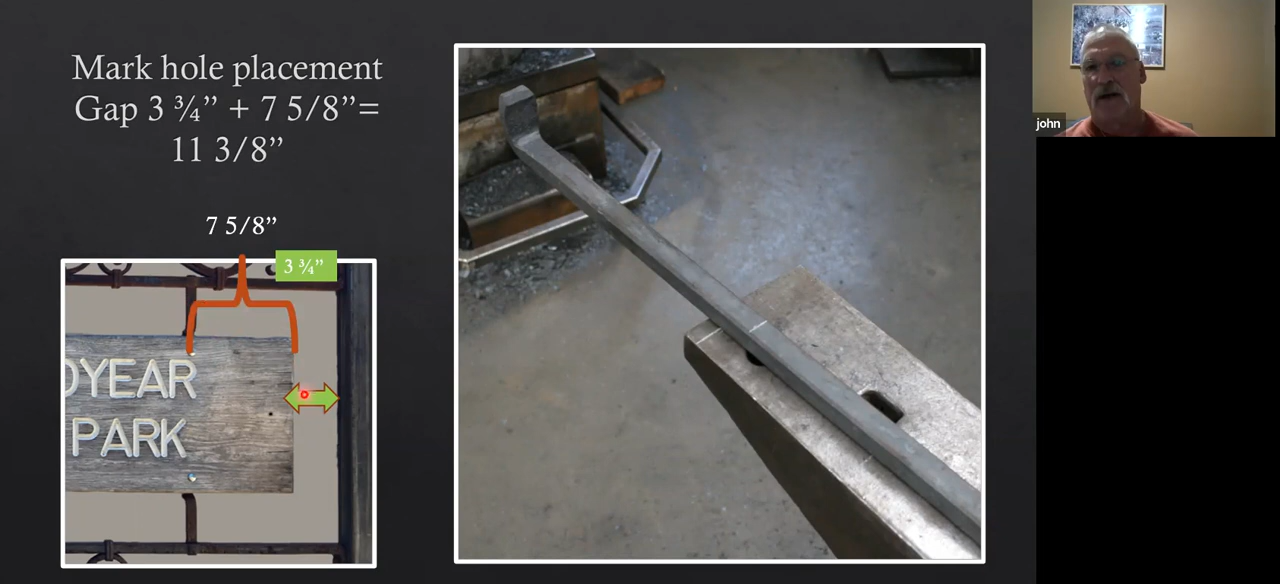 Mark hole placement
Gap 3 ¾” + 7 5/8”=
11 3/8”
7 5/8”
3 ¾”
DYEAR
PARK
john